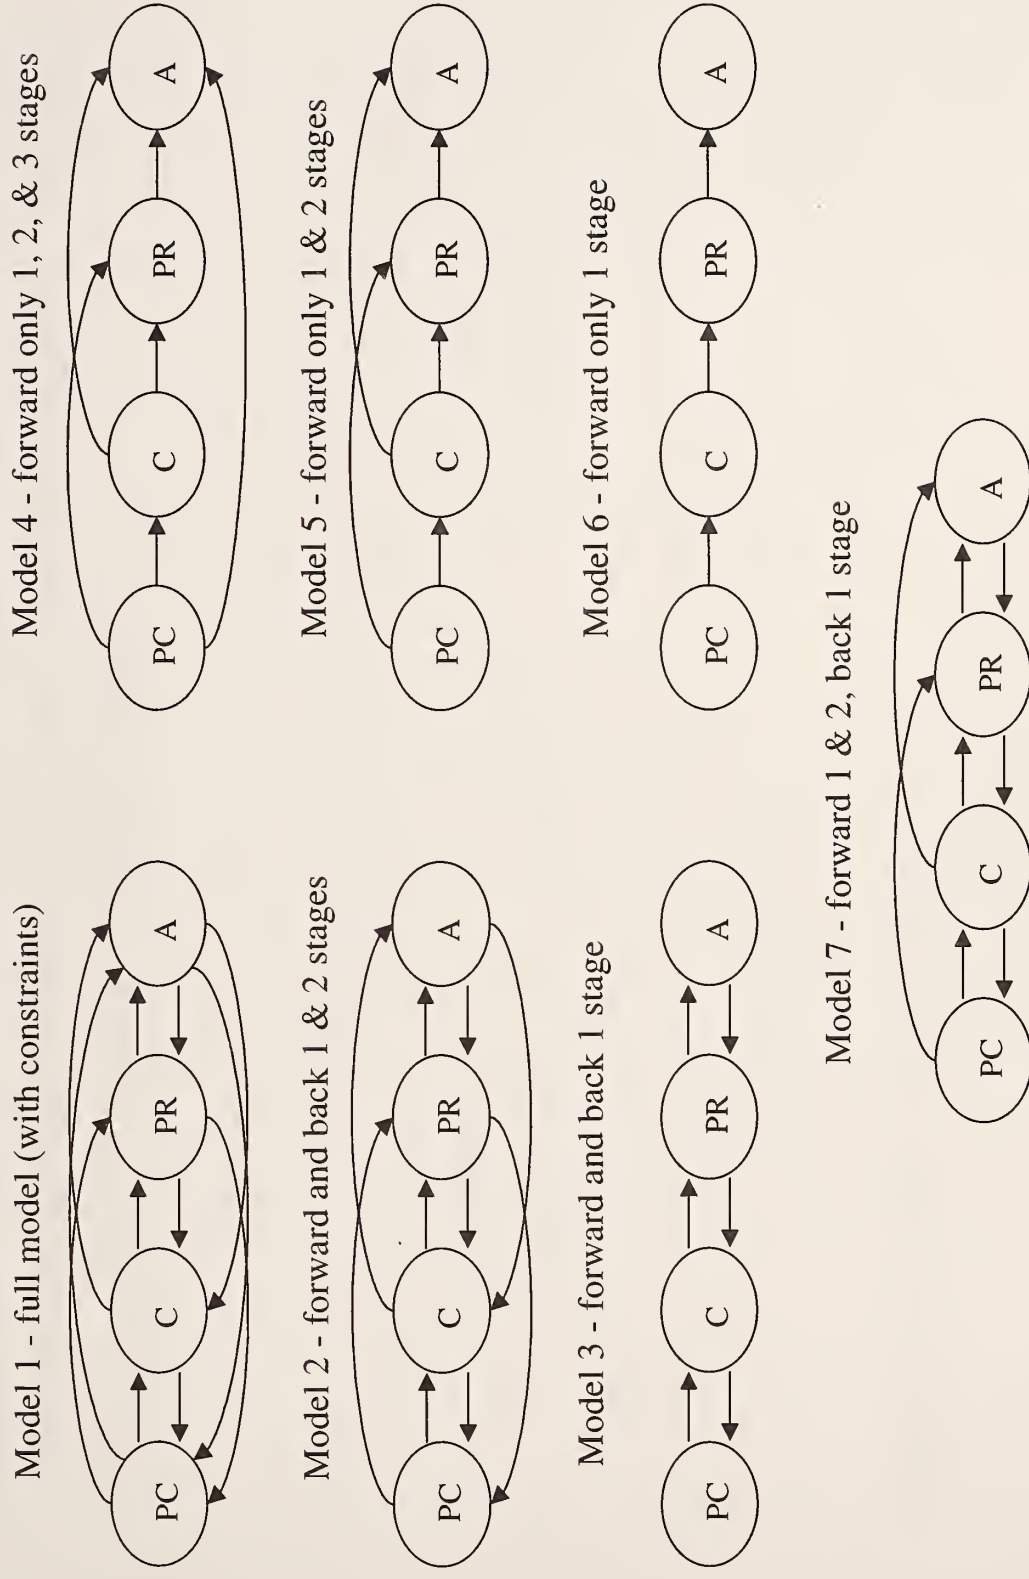 Model 1 - full model (with constraints)
PC C PR A
Model 2 - forward and back 1 & 2 stages
PC C PR A
Model 3 - forward and back 1 stage
PC C PR A
Model 4 - forward only 1, 2, & 3 stages
PC C PR A
Model 5 - forward only 1 & 2 stages
PC C PR A
Model 6 - forward only 1 stage
PC C PR A
Model 7 - forward 1 & 2, back 1 stage
PC C PR A